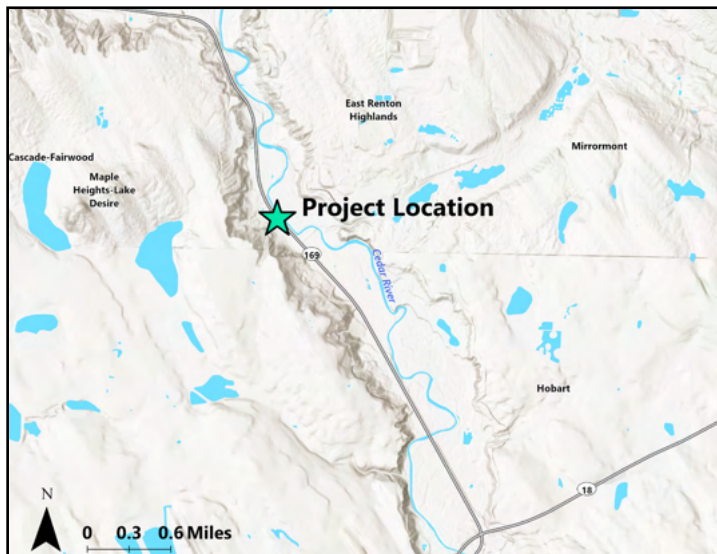 East Renton
Highlands
Mirrormont
Cascade-Fairwood
Maple
Heights-Lake
Desire
Project Location
169
Cedar River
Hobart
18
N
0 0.3 0.6 Miles